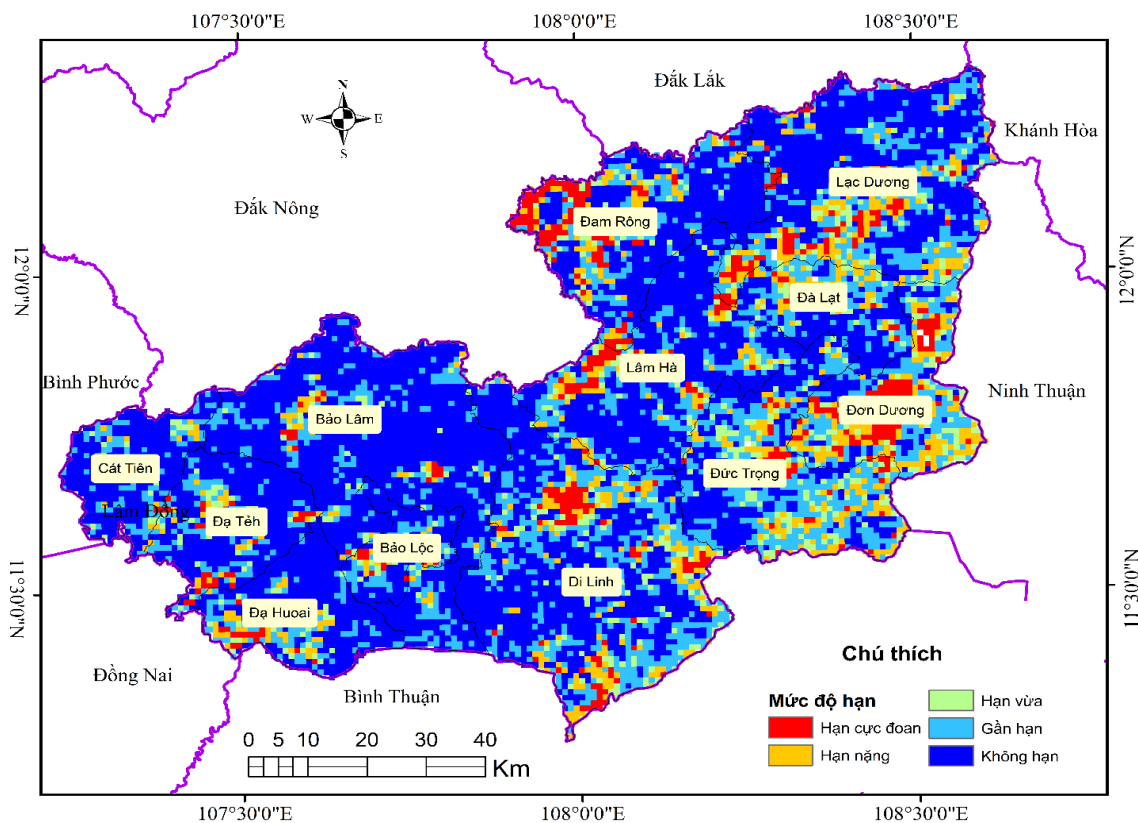 107°30'0"E 108°0'0"E 108°30'0"E
Đắk Lắk
N
W E
S
Khánh Hòa
Lạc Dương
Đắk Nông
Đam Rông
12°0'0"N
12°0'0"N
Đà Lạt
Lâm Hà
Bình Phước
Ninh Thuận
Đơn Dương
Bảo Lâm
Cát Tiên
Đức Trọng
Lâm Đồng
Đạ Tẻh
Bảo Lộc
Di Linh
11°30'0"N
11°30'0"N
Đạ Huoai
Đồng Nai
Bình Thuận
Chú thích
Mức độ hạn
Hạn cực đoan
Hạn nặng
Hạn vừa
Gần hạn
Không hạn
0 5 10 20 30 40
Km
107°30'0"E 108°0'0"E 108°30'0"E